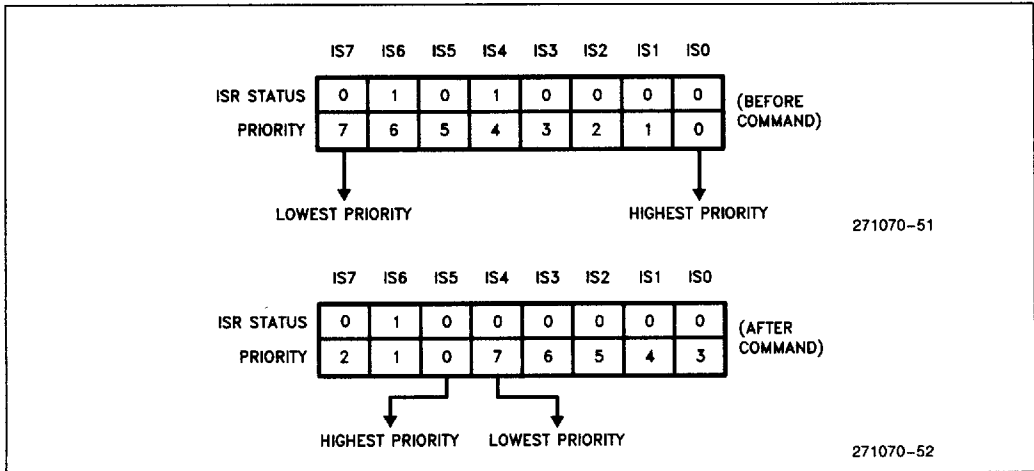 IS7 IS6 IS5 IS4 IS3 IS2 IS1 IS0
ISR STATUS 0 1 0 1 0 0 0 0 (BEFORE
PRIORITY 7 6 5 4 3 2 1 0 COMMAND)
LOWEST PRIORITY HIGHEST PRIORITY
271070-51
IS7 IS6 IS5 IS4 IS3 IS2 IS1 IS0
ISR STATUS 0 1 0 0 0 0 0 0 (AFTER
PRIORITY 2 1 0 7 6 5 4 3 COMMAND)
HIGHEST PRIORITY LOWEST PRIORITY
271070-52